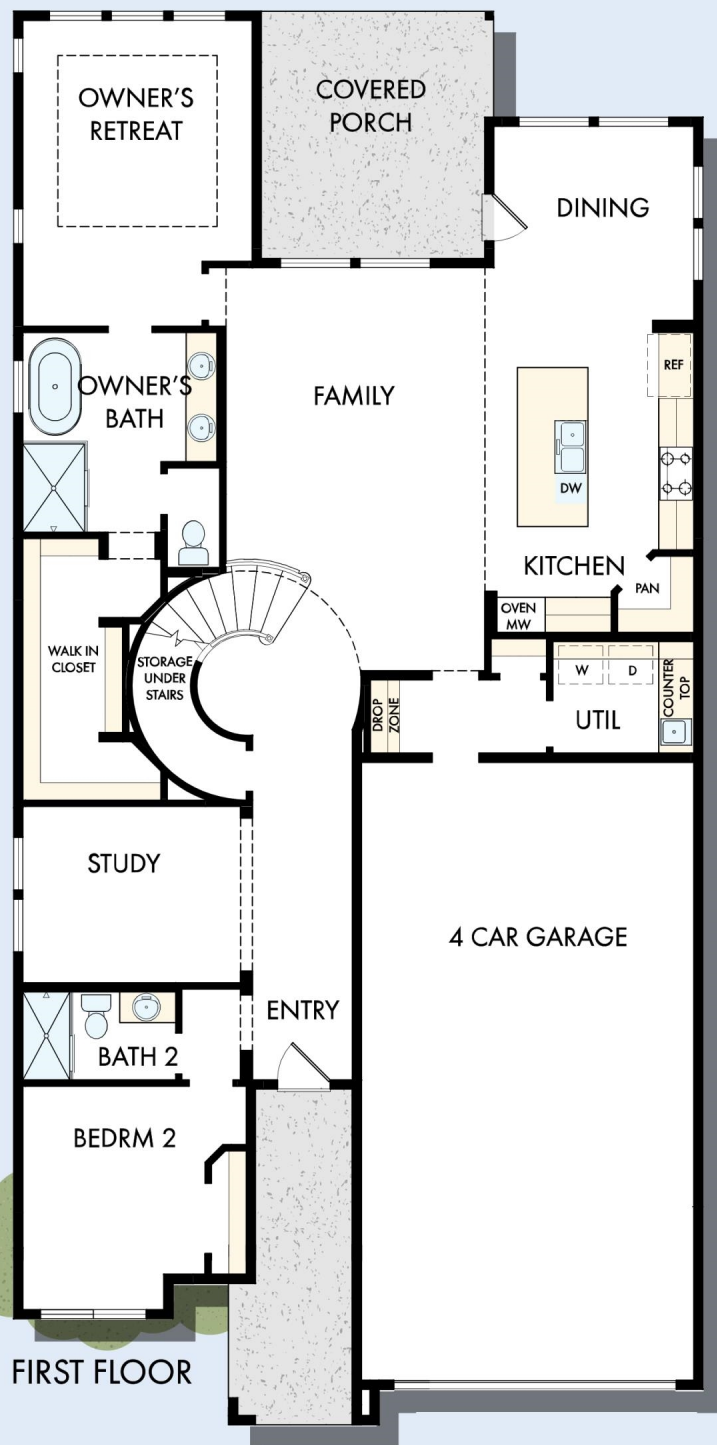 OWNER'S
RETREAT
COVERED
PORCH
DINING
OWNER'S
BATH
FAMILY
REF
DW
KITCHEN
PAN
OVEN
MW
WALK IN
CLOSET
STORAGE
UNDER
STAIRS
DROP
ZONE
W
D
COUNTER
TOP
UTIL
STUDY
4 CAR GARAGE
ENTRY
BATH 2
BEDRM 2
FIRST FLOOR